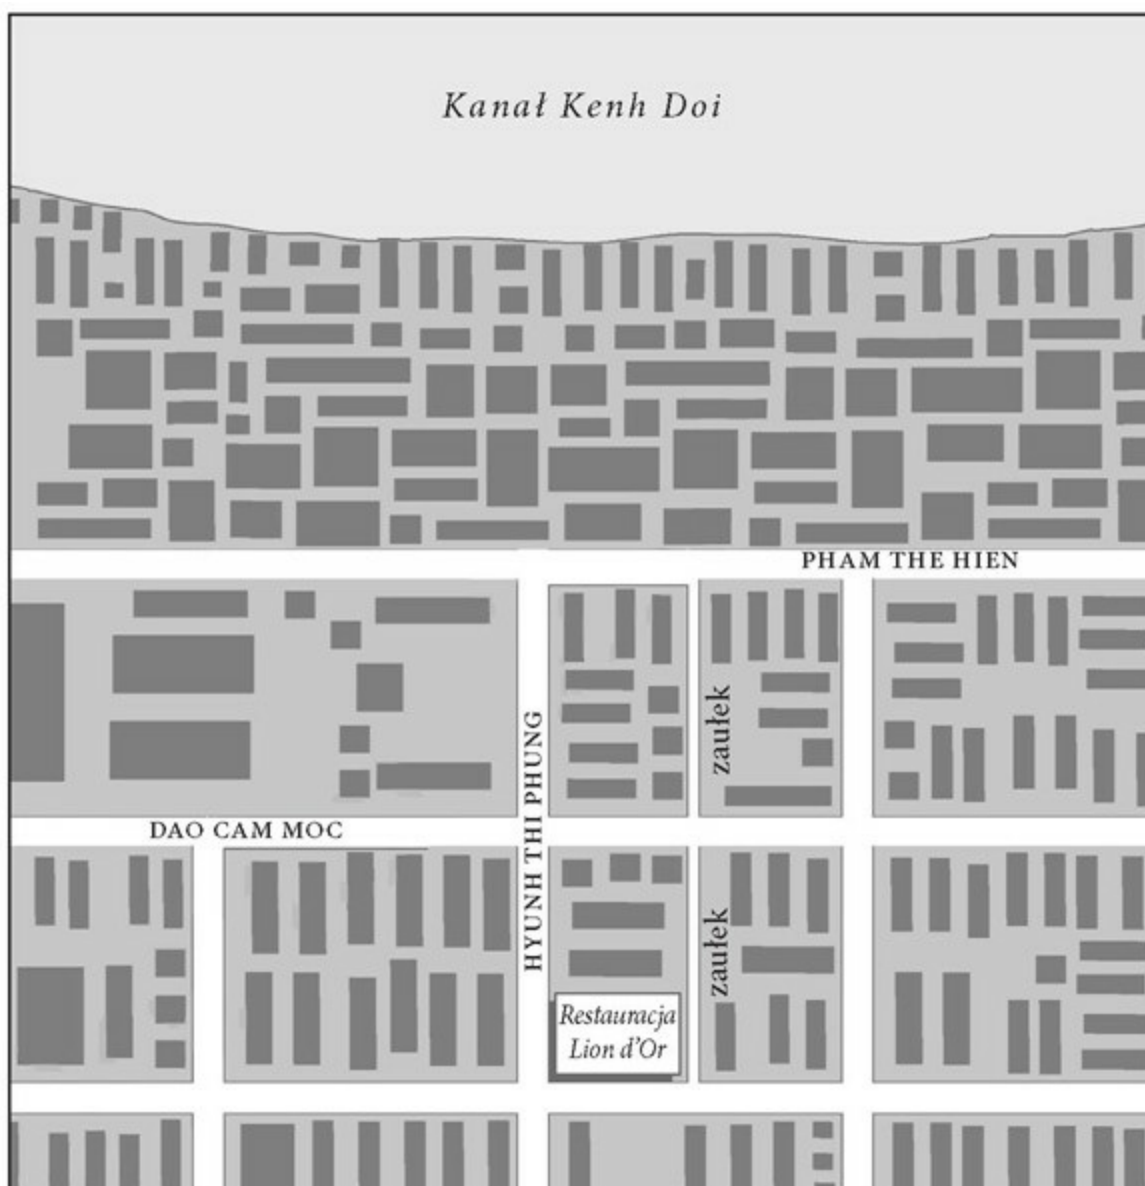 Kanał Kenh Doi
PHAM THE HIEN
zaułek
HYUNH THI PHUNG
DAO CAM MOC
zaułek
Restauracja
Lion d'Or